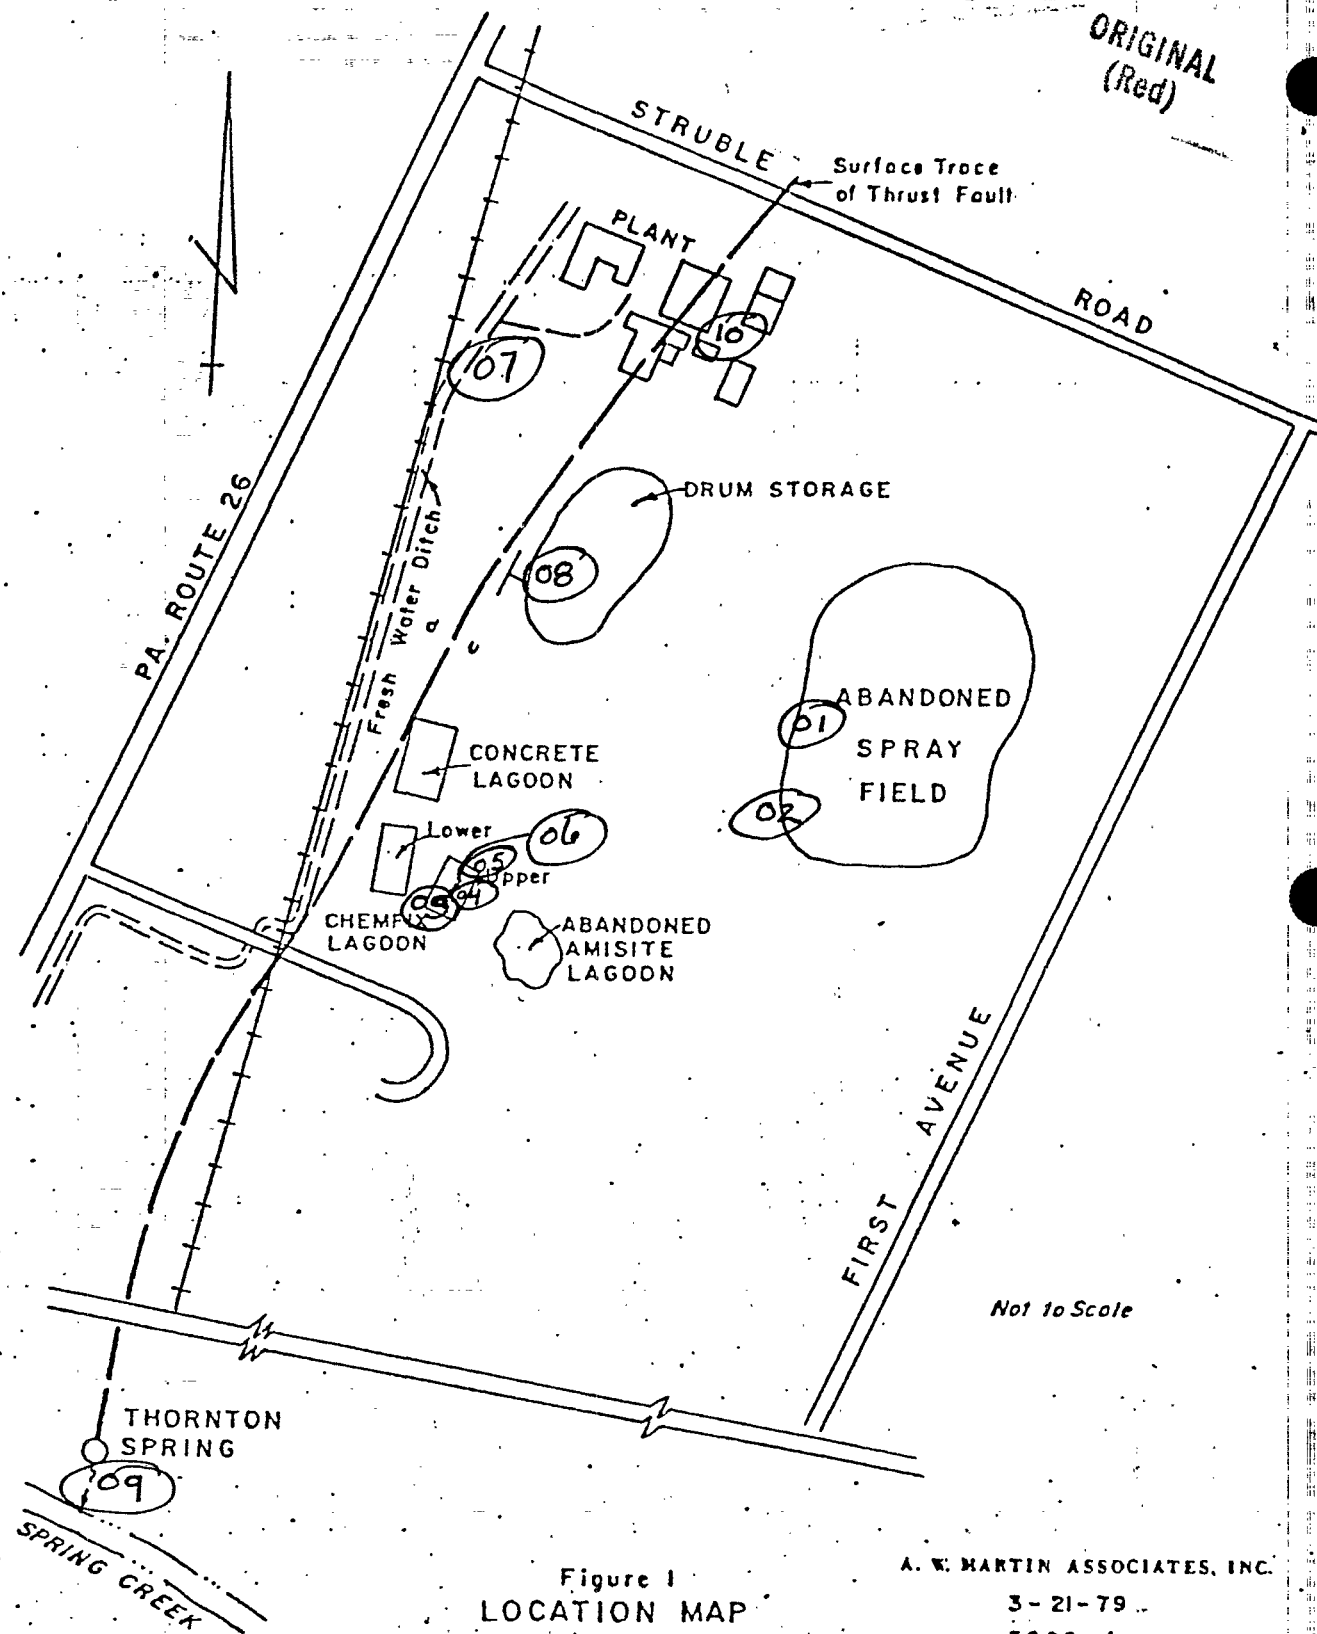 ORIGINAL
(Red)
STRUBLE
Surface Trace
of Thrust Fault
PLANT
ROAD
10
07
PA. ROUTE 26
DRUM STORAGE
Fresh Water Ditch
08
ABANDONED
SPRAY
FIELD
01
02
CONCRETE
LAGOON
Lower
06
05
Upper
04
CHEMFIX
LAGOON
ABANDONED
AMISITE
LAGOON
FIRST AVENUE
Not to Scale
THORNTON
SPRING
09
SPRING CREEK
Figure 1
LOCATION MAP
A. W. MARTIN ASSOCIATES, INC.
3-21-79